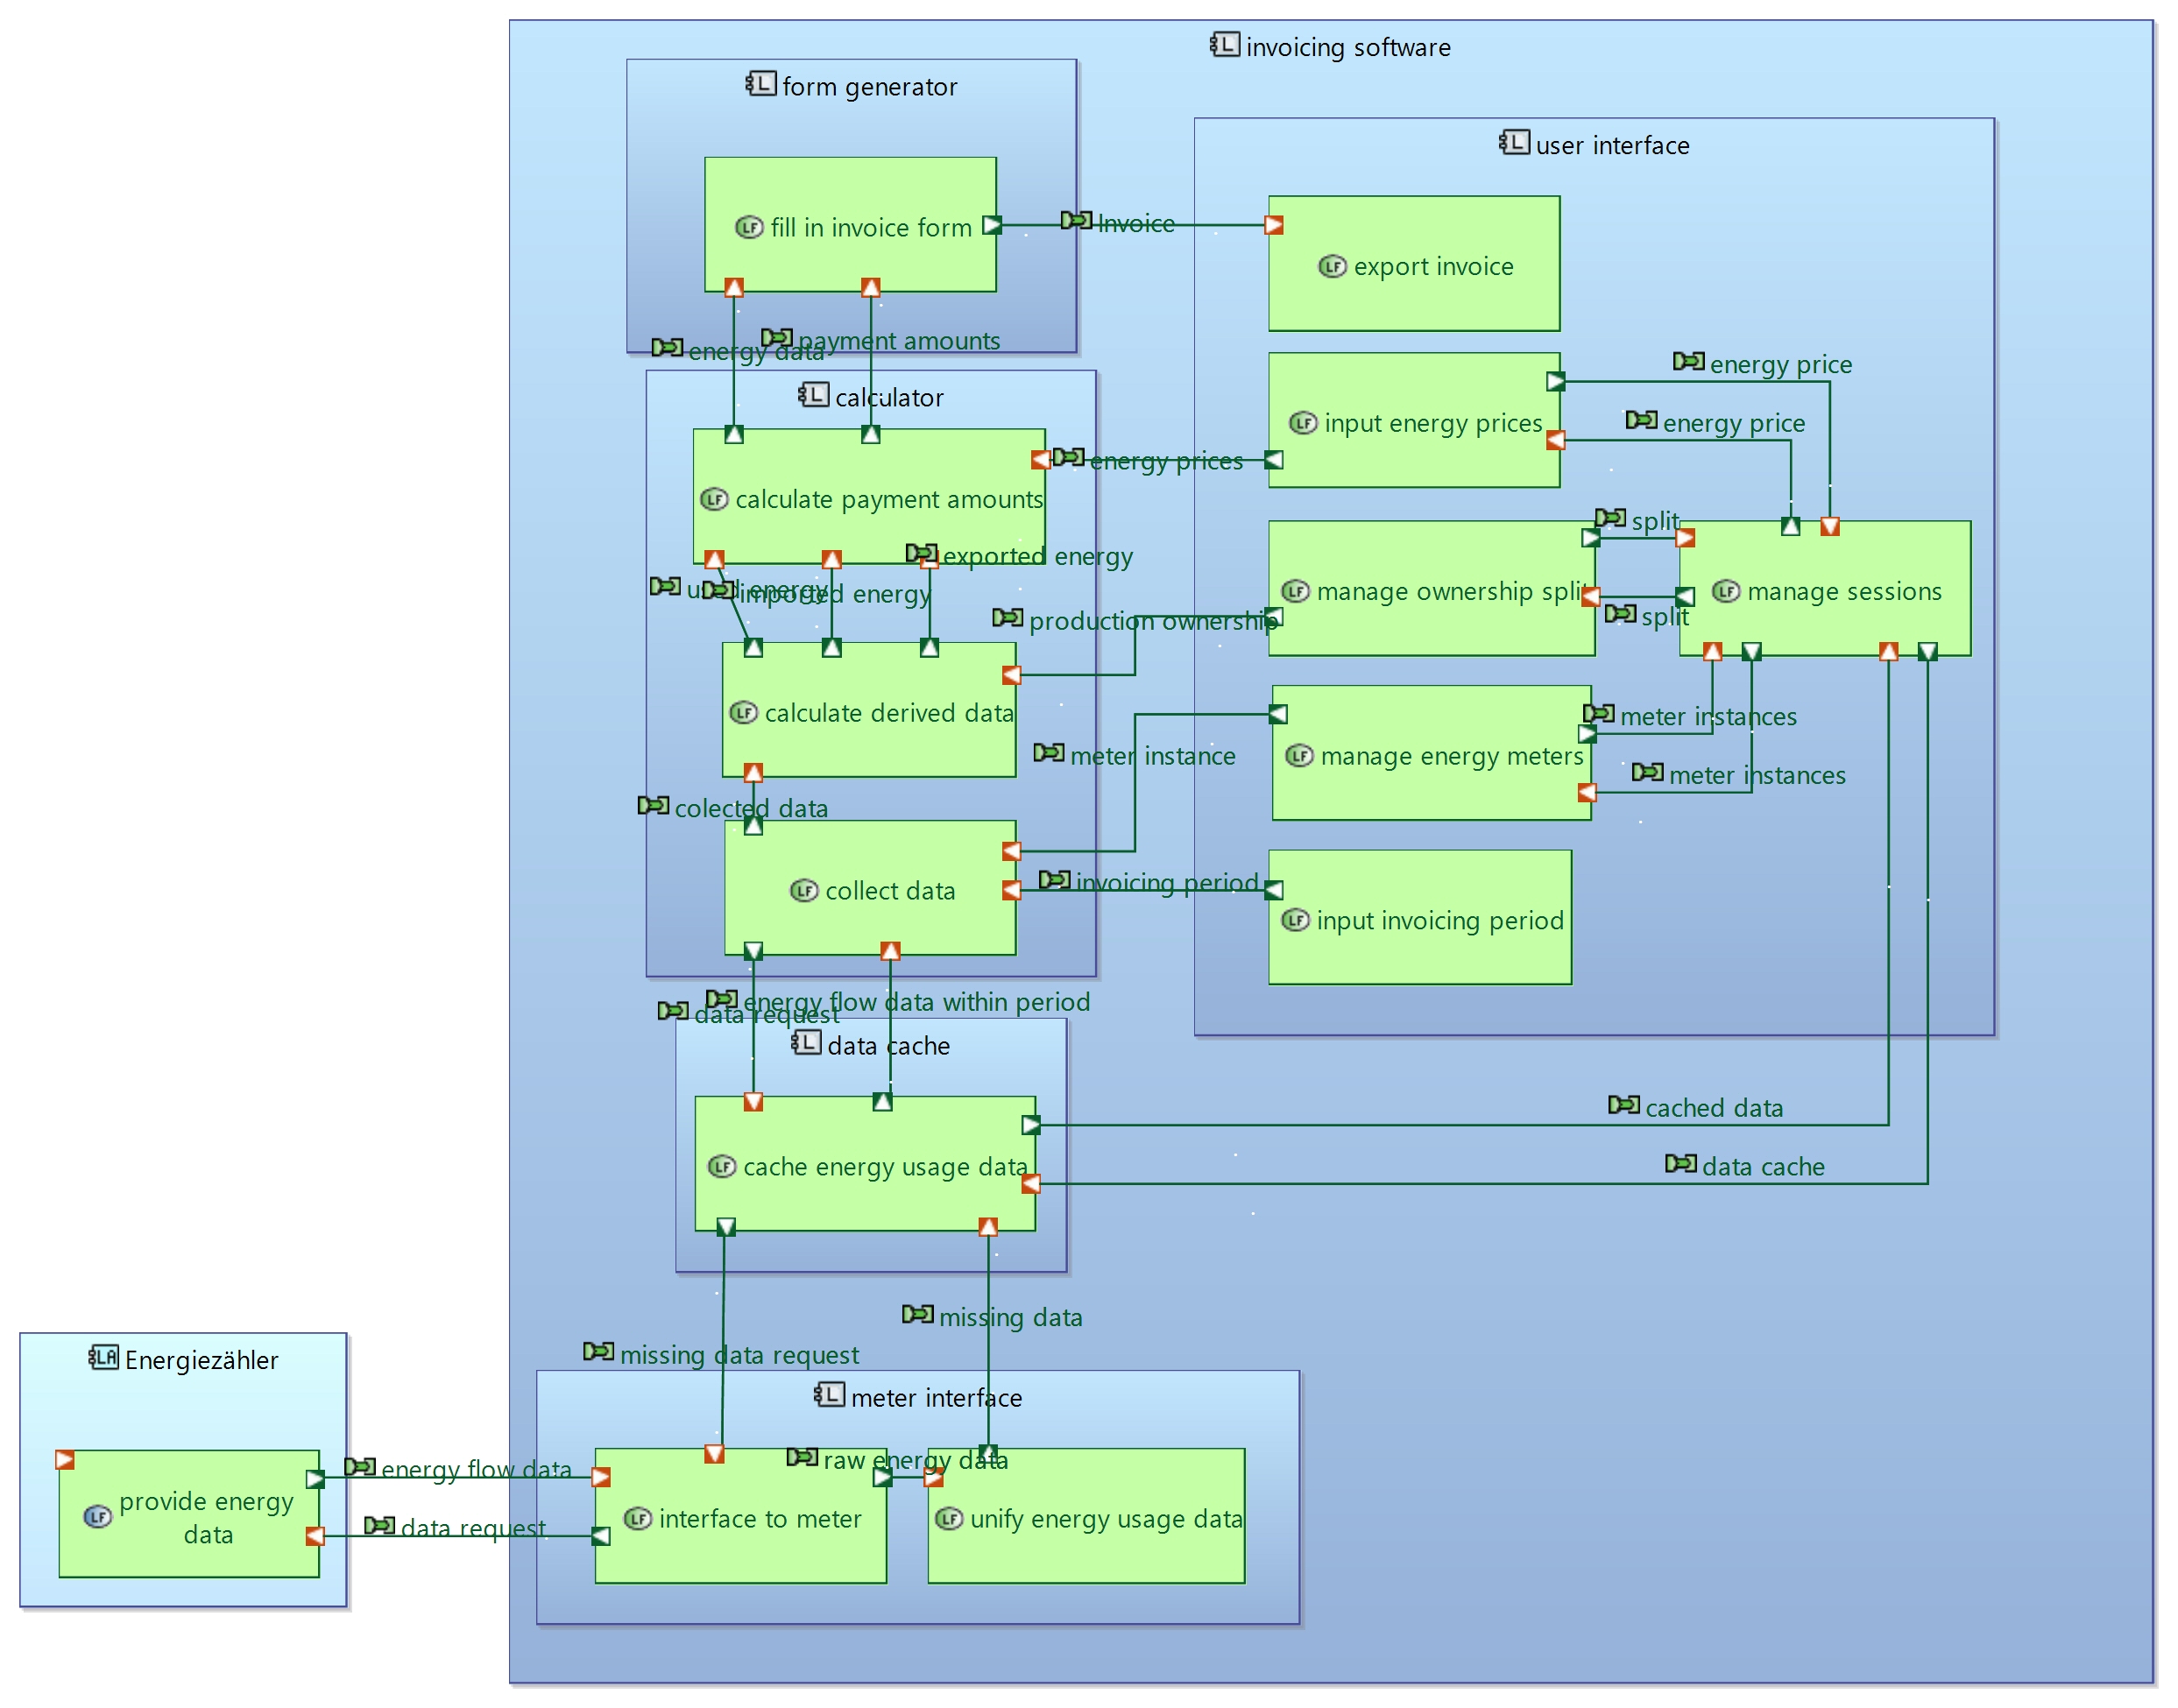 invoicing software
form generator
user interface
fill in invoice form
Invoice
export invoice
payment amounts
energy data
energy price
calculator
energy price
input energy prices
energy prices
calculate payment amounts
split
exported energy
used energy
imported energy
manage ownership split
manage sessions
production ownership
split
calculate derived data
meter instances
meter instance
manage energy meters
meter instances
colected data
collect data
invoicing period
input invoicing period
energy flow data within period
data request
data cache
cached data
cache energy usage data
data cache
missing data
missing data request
Energiezähler
meter interface
raw energy data
energy flow data
provide energy
data
interface to meter
unify energy usage data
data request